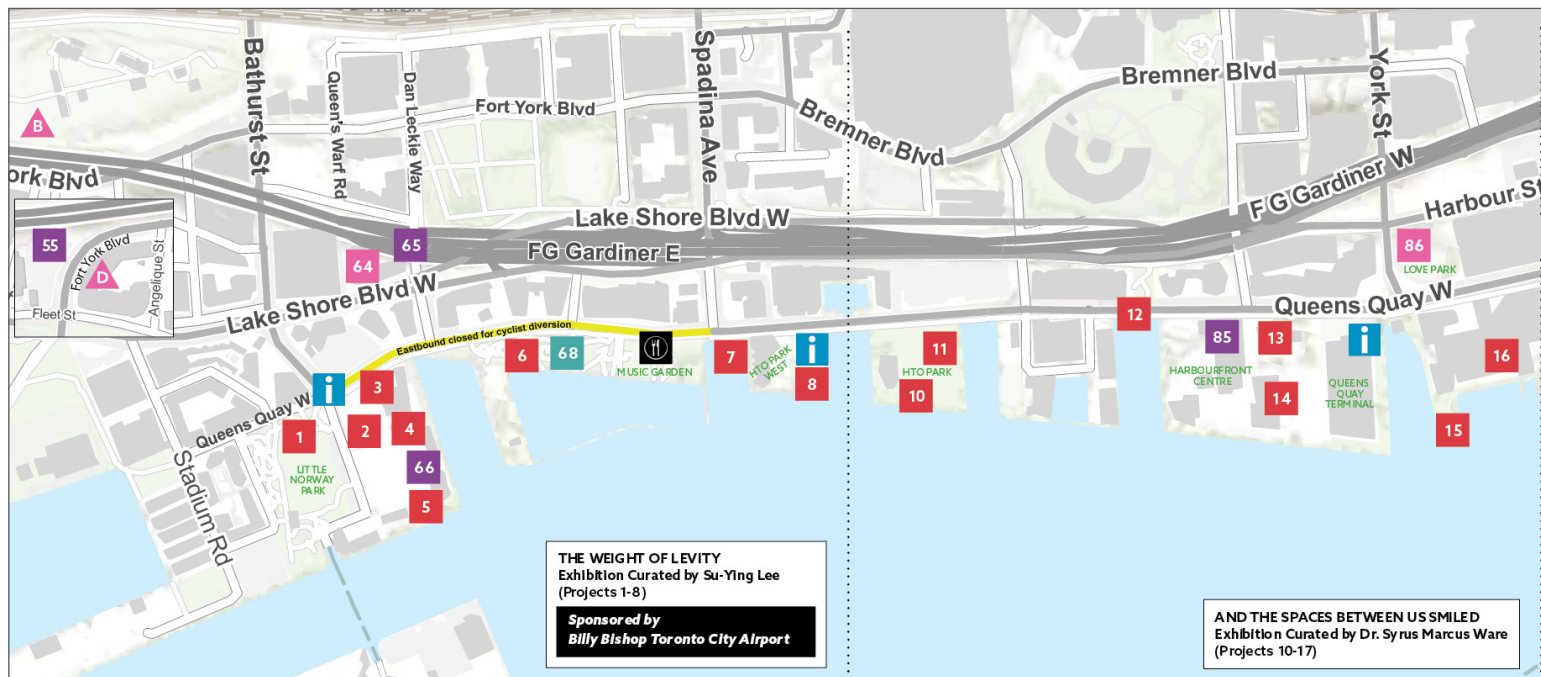 Bathurst St
Queen's Warf Rd
Dan Leckie Way
Fort York Blvd
Spadina Ave
Bremner Blvd
Bremner Blvd
York St
B
ork Blvd
Lake Shore Blvd W
FG Gardiner E
F G Gardiner W
Harbour St
55
Fort York Blvd
D
Angelique St
Fleet St
65
64
86
LOVE PARK
Lake Shore Blvd W
Queens Quay W
Eastbound closed for cyclist diversion
12
i
3
6
68
MUSIC GARDEN
7
HTO PARK
WEST
i
8
11
HTO PARK
10
85
HARBOURFRONT
CENTRE
13
14
i
QUEENS
QUAY
TERMINAL
16
15
Queens Quay W
1
2
4
66
5
LITTLE
NORWAY
PARK
Stadium Rd
THE WEIGHT OF LEVITY
Exhibition Curated by Su-Ying Lee
(Projects 1-8)
Sponsored by
Billy Bishop Toronto City Airport
AND THE SPACES BETWEEN US SMILED
Exhibition Curated by Dr. Syrus Marcus Ware
(Projects 10-17)